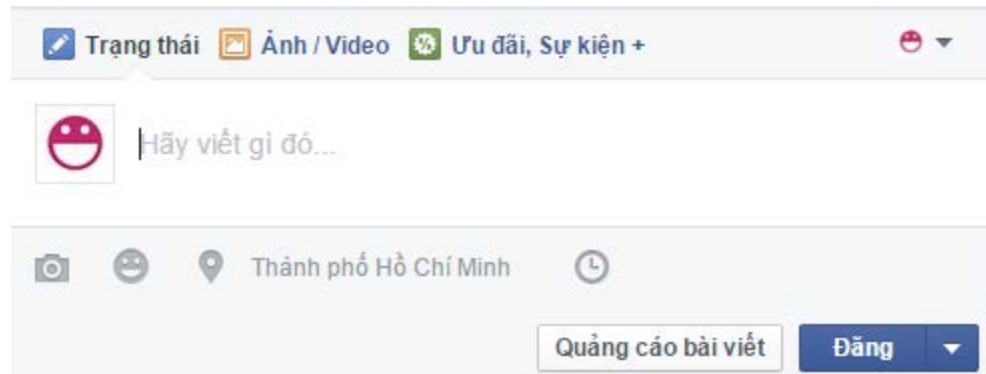 Trạng thái Ảnh / Video Ưu đãi, Sự kiện +
Hãy viết gì đó...
Thành phố Hồ Chí Minh
Quảng cáo bài viết Đăng